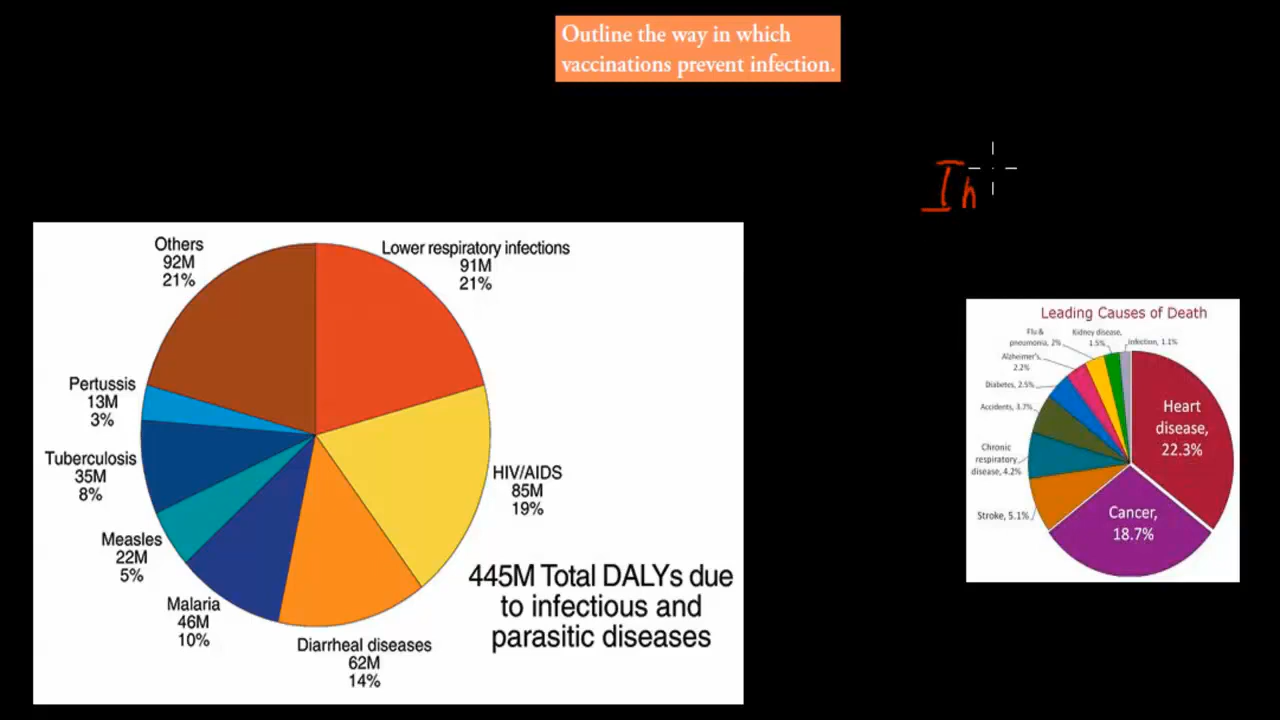 Outline the way in which
vaccinations prevent infection.
In
Others
92M
21%
Lower respiratory infections
91M
21%
Pertussis
13M
3%
Tuberculosis
35M
8%
HIV/AIDS
85M
19%
Measles
22M
5%
Malaria
46M
10%
Diarrheal diseases
62M
14%
445M Total DALYs due
to infectious and
parasitic diseases
Leading Causes of Death
Flu &
pneumonia, 2%
Kidney disease,
1.5%
Infection, 1.1%
Alzheimer's,
2.2%
Diabetes, 2.5%
Accidents, 3.7%
Chronic
respiratory
disease, 4.2%
Stroke, 5.1%
Heart
disease,
22.3%
Cancer,
18.7%